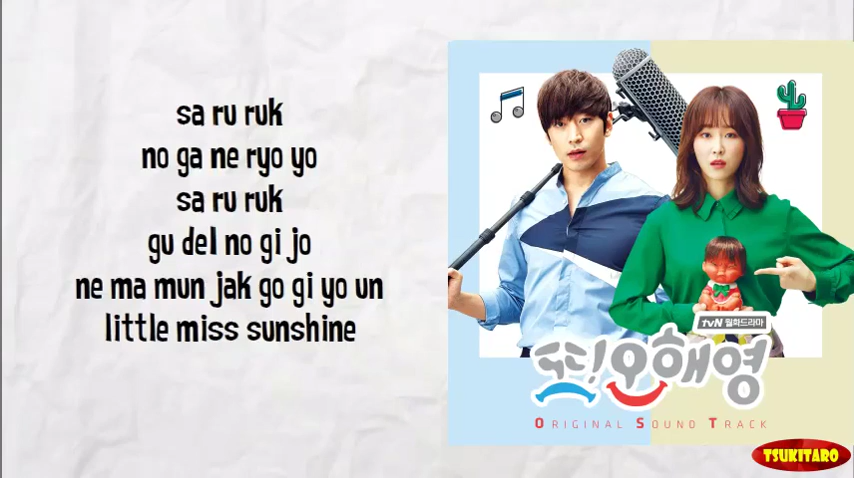 sa ru ruk
no ga ne ryo yo
sa ru ruk
gu del no gi jo
ne ma mun jak go gi yo un
little miss sunshine
tvN 월화드라마
또!오해영
ORIGINAL SOUND TRACK
TSUKITARO